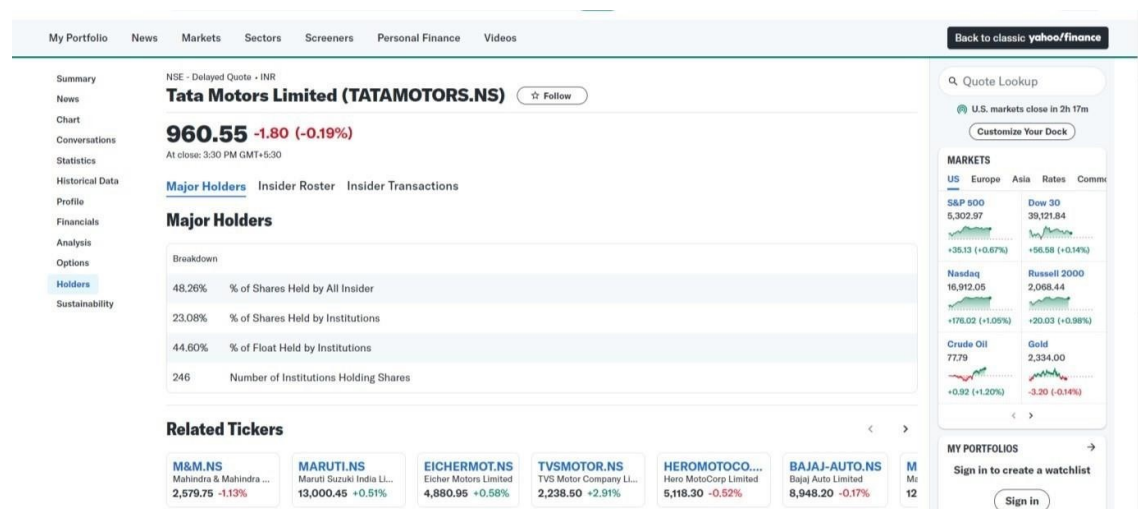 My Portfolio News Markets Sectors Screeners Personal Finance Videos Back to classic yahoo!finance
Summary
News
Chart
Conversations
Statistics
Historical Data
Profile
Financials
Analysis
Options
Holders
Sustainability
NSE - Delayed Quote • INR
Tata Motors Limited (TATAMOTORS.NS) ☆ Follow
960.55 -1.80 (-0.19%)
At close: 3:30 PM GMT+5:30
Major Holders Insider Roster Insider Transactions
Major Holders
Breakdown
48.26% % of Shares Held by All Insider
23.08% % of Shares Held by Institutions
44.60% % of Float Held by Institutions
246 Number of Institutions Holding Shares
Related Tickers
M&M.NS
Mahindra & Mahindra ...
2,579.75 -1.13%
MARUTI.NS
Maruti Suzuki India Li...
13,000.45 +0.51%
EICHERMOT.NS
Eicher Motors Limited
4,880.95 +0.58%
TVSMOTOR.NS
TVS Motor Company Li...
2,238.50 +2.91%
HEROMOTOCO....
Hero MotoCorp Limited
5,118.30 -0.52%
BAJAJ-AUTO.NS
Bajaj Auto Limited
8,948.20 -0.17%
M
12
Quote Lookup
U.S. markets close in 2h 17m
Customize Your Dock
MARKETS
US Europe Asia Rates Comm
S&P 500
5,302.97
+35.13 (+0.67%)
Dow 30
39,121.84
+56.58 (+0.14%)
Nasdaq
16,912.05
+176.02 (+1.05%)
Russell 2000
2,068.44
+20.03 (+0.98%)
Crude Oil
77.79
+0.92 (+1.20%)
Gold
2,334.00
-3.20 (-0.14%)
MY PORTFOLIOS
Sign in to create a watchlist
Sign in